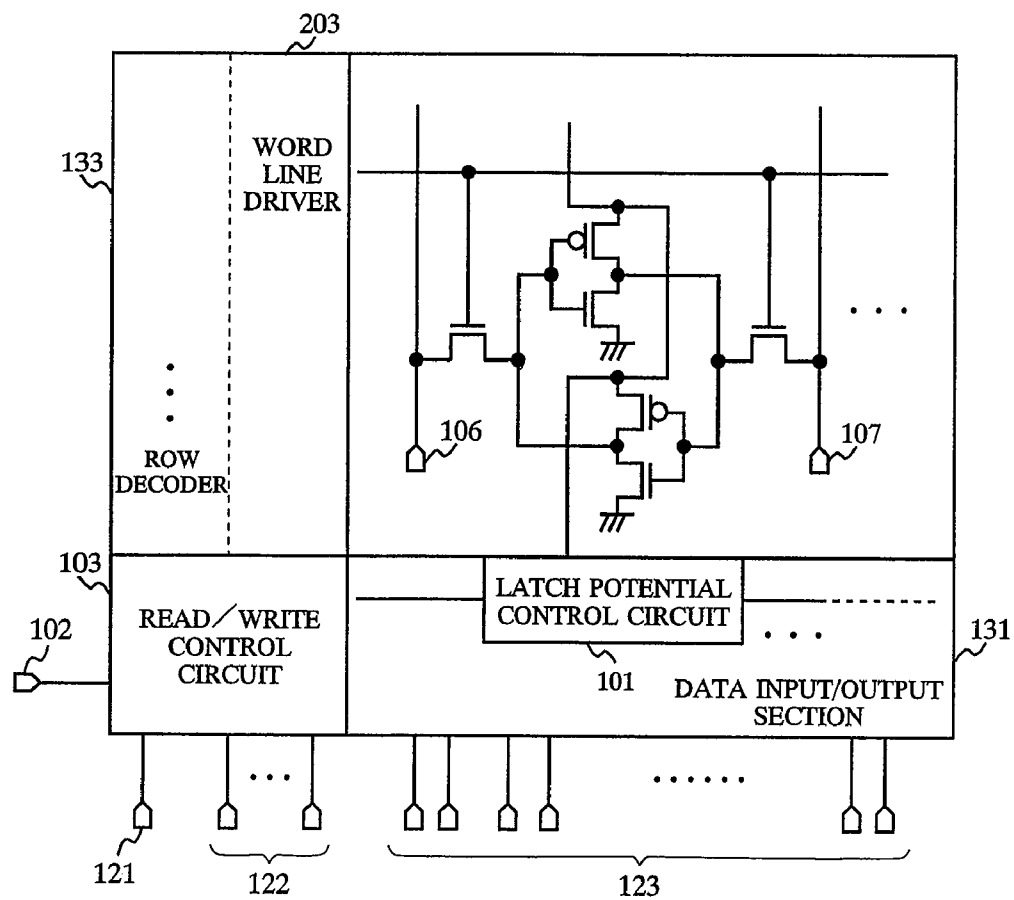 203
133
WORD
LINE
DRIVER
106
107
ROW
DECODER
103
READ/WRITE
CONTROL
CIRCUIT
LATCH POTENTIAL
CONTROL CIRCUIT
102
101
131
DATA INPUT/OUTPUT
SECTION
121
122
123